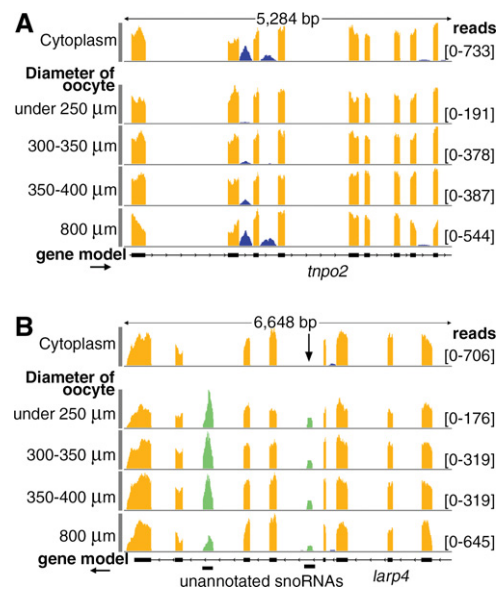 A
5,284 bp
reads
Cytoplasm
[0-733]
Diameter of
oocyte
under 250 µm
[0-191]
300-350 µm
[0-378]
350-400 µm
[0-387]
800 µm
[0-544]
gene model
tnpo2
B
6,648 bp
reads
Cytoplasm
[0-706]
Diameter of
oocyte
under 250 µm
[0-176]
300-350 µm
[0-319]
350-400 µm
[0-319]
800 µm
[0-645]
gene model
unannotated snoRNAs
larp4